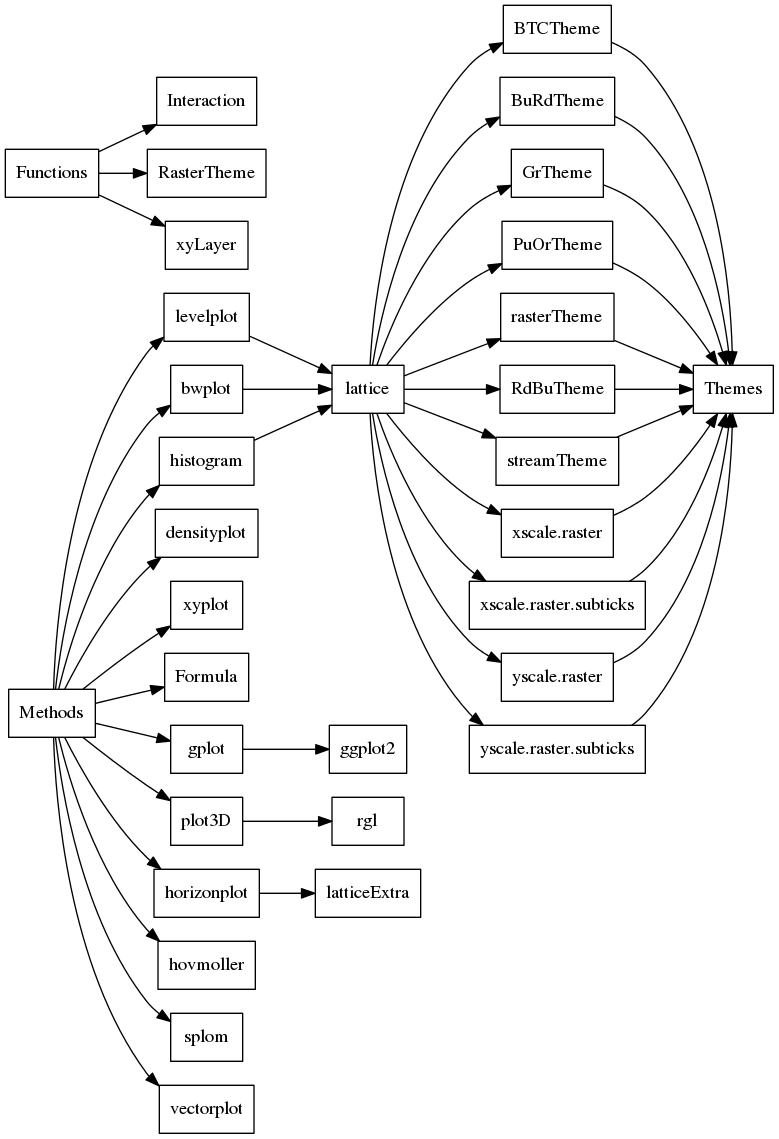 BTCTheme
BuRdTheme
Interaction
Functions
RasterTheme
GrTheme
xyLayer
PuOrTheme
levelplot
rasterTheme
bwplot
lattice
RdBuTheme
Themes
histogram
streamTheme
densityplot
xscale.raster
xyplot
xscale.raster.subticks
Formula
yscale.raster
Methods
gplot
ggplot2
yscale.raster.subticks
plot3D
rgl
horizonplot
latticeExtra
hovmoller
splom
vectorplot